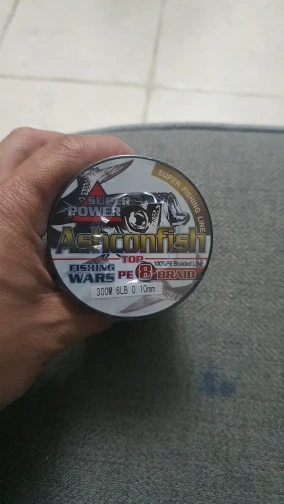 SUPER FISHING LINE
SUPER
POWER
Ashconfish
TOP
FISHING
WARS
PE 8 BRAID
100%PE Braided Line
300M 6LB 0.10mm